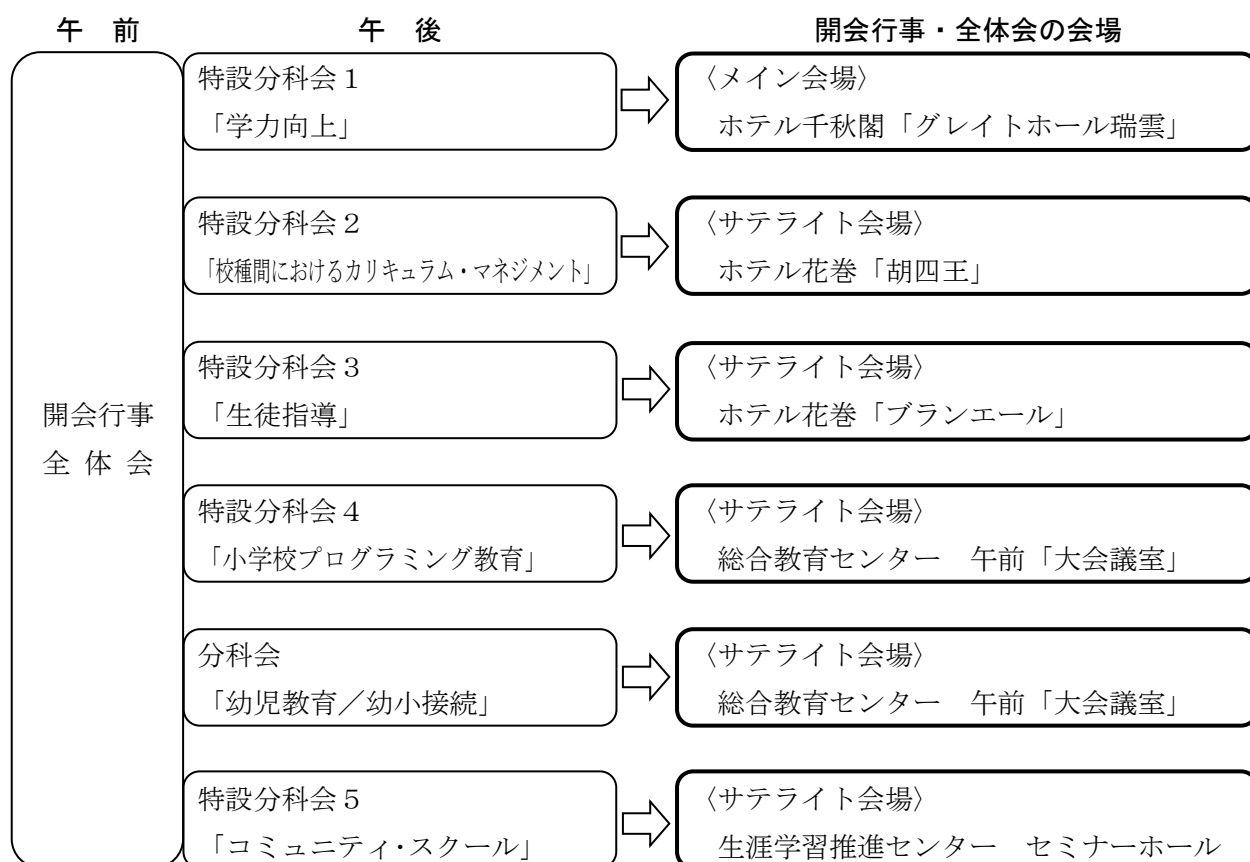 午 前 午 後 開会行事・全体会の会場
開会行事
全 体 会
特設分科会１
「学力向上」
〈メイン会場〉
ホテル千秋閣「グレイトホール瑞雲」
特設分科会２
「校種間におけるカリキュラム・マネジメント」
〈サテライト会場〉
ホテル花巻「胡四王」
特設分科会３
「生徒指導」
〈サテライト会場〉
ホテル花巻「ブランエール」
特設分科会４
「小学校プログラミング教育」
〈サテライト会場〉
総合教育センター　午前「大会議室」
分科会
「幼児教育／幼小接続」
〈サテライト会場〉
総合教育センター　午前「大会議室」
特設分科会５
「コミュニティ・スクール」
〈サテライト会場〉
生涯学習推進センター　セミナーホール